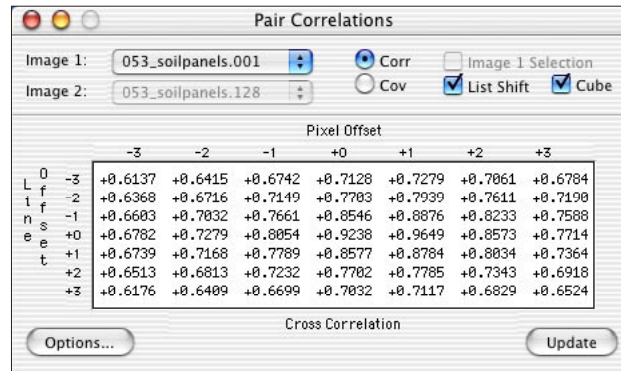 Pair Correlations
Image 1: 053_soilpanels.001 Corr Image 1 Selection
Image 2: 053_soilpanels.128 Cov List Shift Cube
Pixel Offset
-3 -2 -1 +0 +1 +2 +3
Line Offset
-3 +0.6137 +0.6415 +0.6742 +0.7128 +0.7279 +0.7061 +0.6784
-2 +0.6368 +0.6716 +0.7149 +0.7703 +0.7939 +0.7611 +0.7190
-1 +0.6603 +0.7032 +0.7661 +0.8546 +0.8876 +0.8233 +0.7588
+0 +0.6782 +0.7279 +0.8054 +0.9238 +0.9649 +0.8573 +0.7714
+1 +0.6739 +0.7168 +0.7789 +0.8577 +0.8784 +0.8034 +0.7364
+2 +0.6513 +0.6813 +0.7232 +0.7702 +0.7785 +0.7343 +0.6918
+3 +0.6176 +0.6409 +0.6699 +0.7032 +0.7117 +0.6829 +0.6524
Cross Correlation
Options... Update